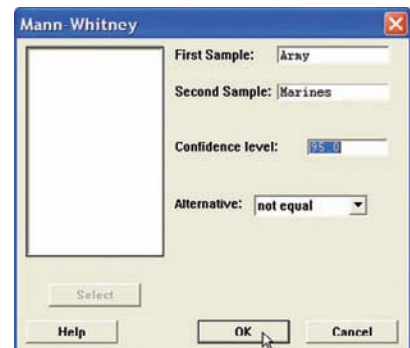 Mann-Whitney
First Sample: Army
Second Sample: Marines
Confidence level: 95.0
Alternative: not equal
Select
Help OK Cancel